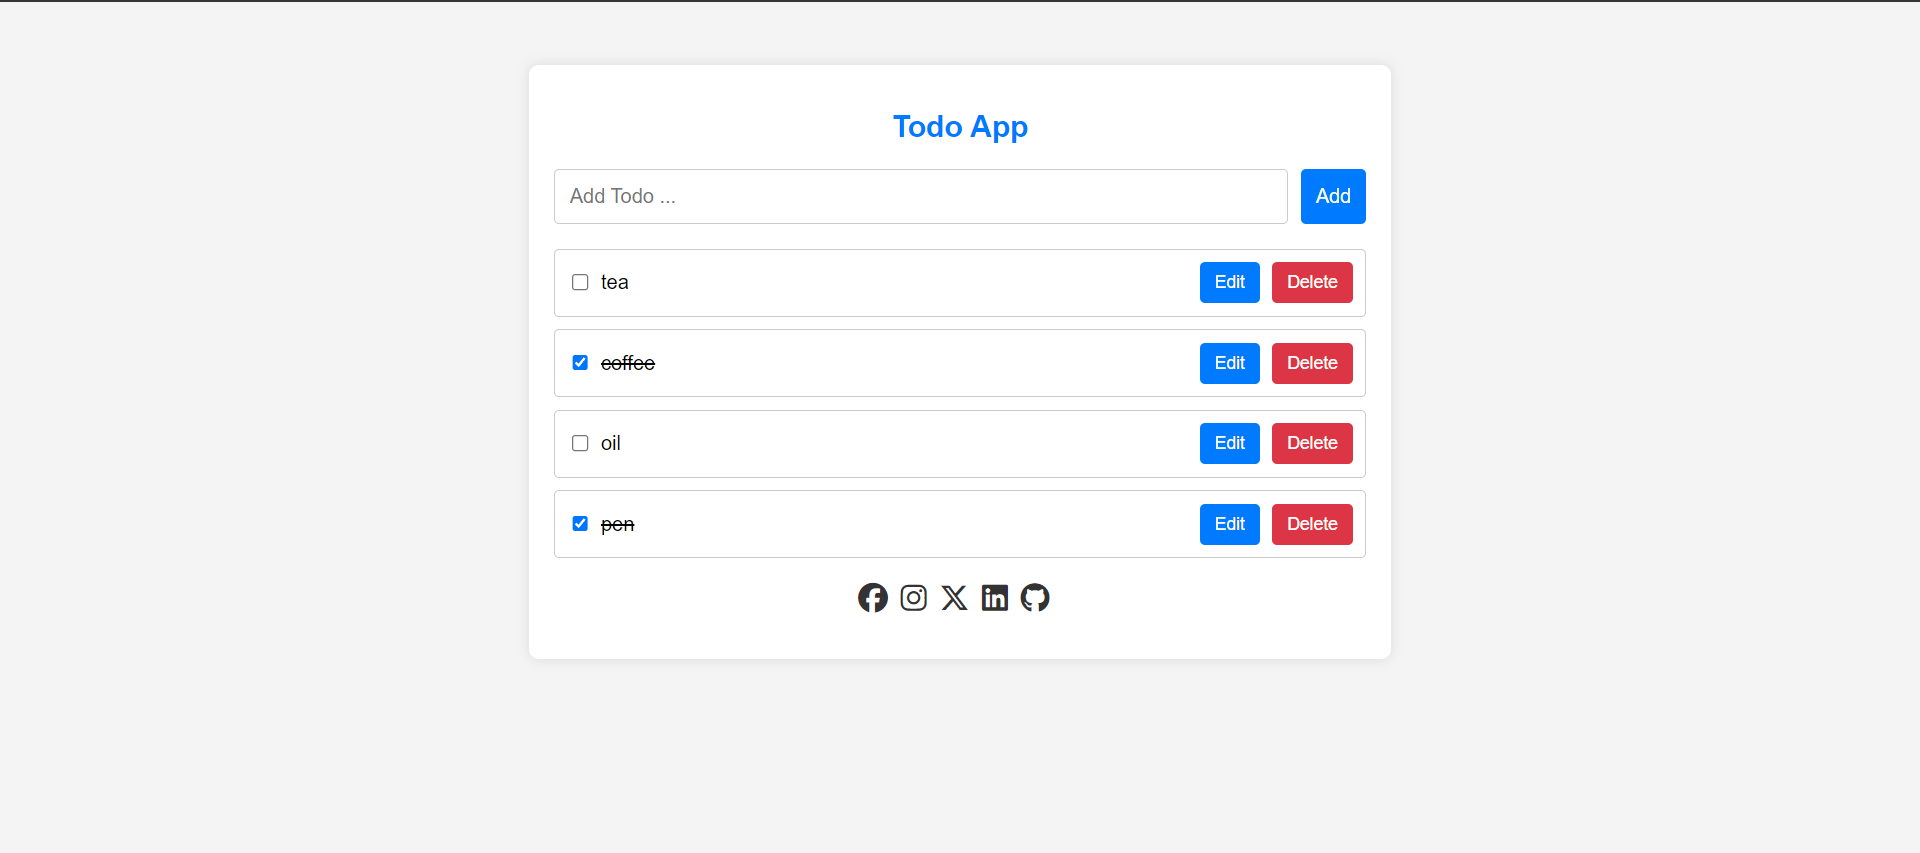 Todo App
Add Todo ...
Add
tea
Edit
Delete
coffee
Edit
Delete
oil
Edit
Delete
pen
Edit
Delete